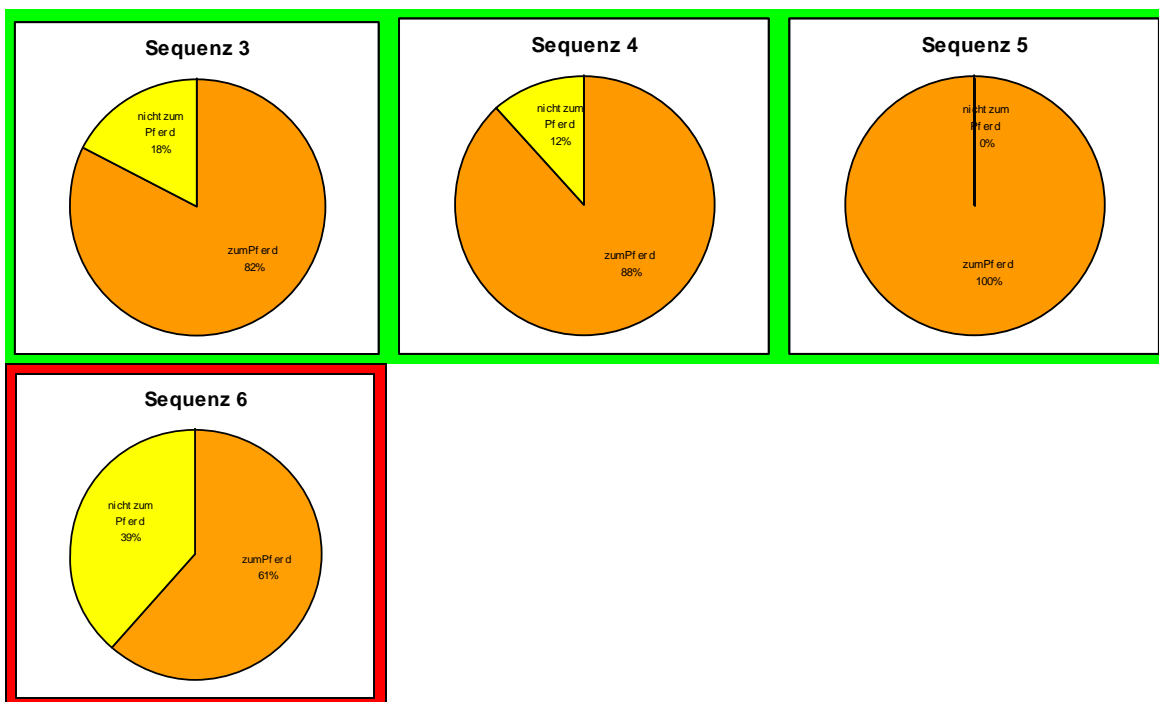 Sequenz 3
nicht zum
Pferd
18%
zumPferd
82%
Sequenz 4
nicht zum
Pferd
12%
zumPferd
88%
Sequenz 5
nicht zum
Pferd
0%
zumPferd
100%
Sequenz 6
nicht zum
Pferd
39%
zumPferd
61%